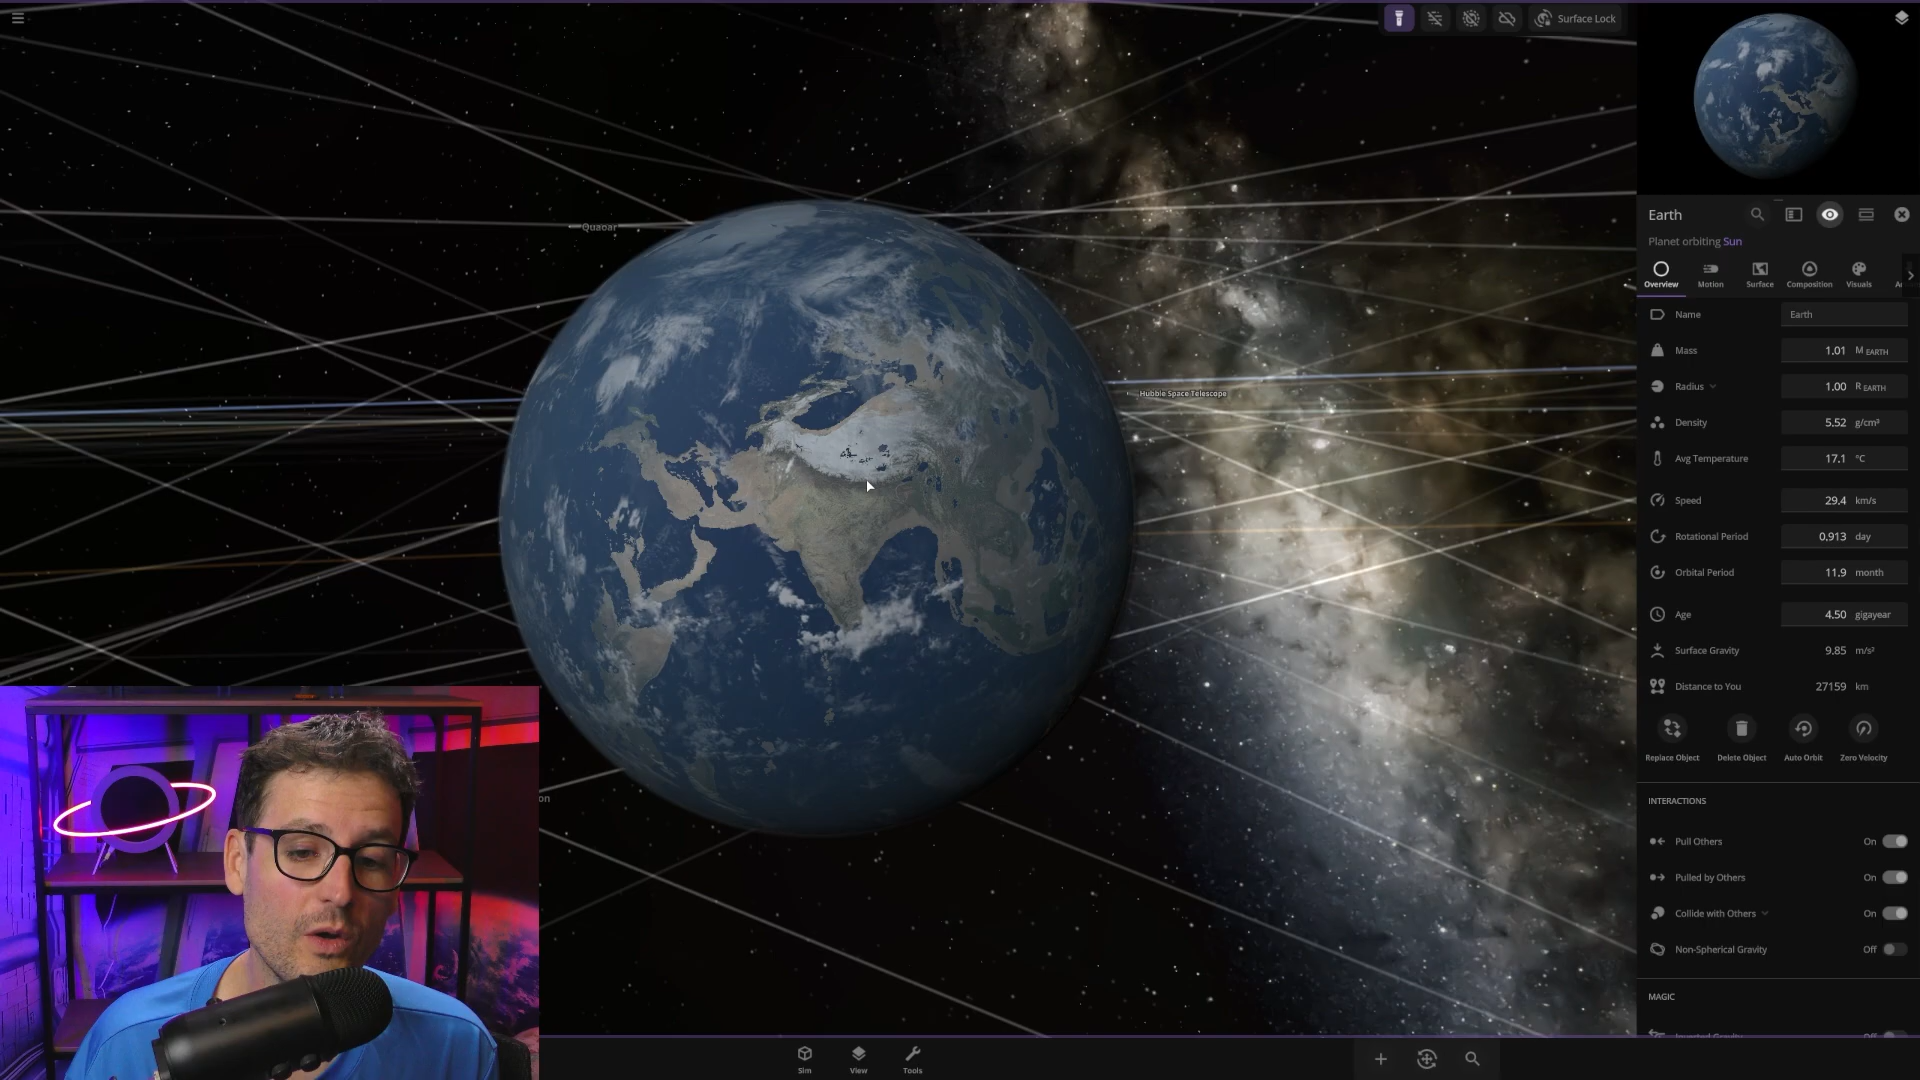 Surface Lock
Quaoar
Hubble Space Telescope
on
Earth
Planet orbiting Sun
Overview
Motion
Surface
Composition
Visuals
Name Earth
Mass 1.01 M EARTH
Radius 1.00 R EARTH
Density 5.52 g/cm³
Avg Temperature 17.1 °C
Speed 29.4 km/s
Rotational Period 0.913 day
Orbital Period 11.9 month
Age 4.50 gigayear
Surface Gravity 9.85 m/s²
Distance to You 27159 km
Replace Object
Delete Object
Auto Orbit
Zero Velocity
INTERACTIONS
Pull Others On
Pulled by Others On
Collide with Others On
Non-Spherical Gravity Off
MAGIC
Sim
View
Tools